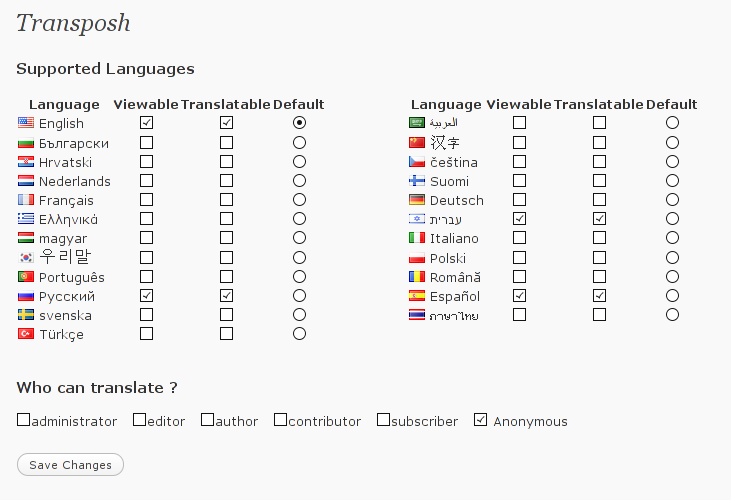 Transposh
Supported Languages
Language Viewable Translatable Default
English
Български
Hrvatski
Nederlands
Français
Ελληνικά
magyar
우리말
Português
Русский
svenska
Türkçe
Language Viewable Translatable Default
العربية
汉字
čeština
Suomi
Deutsch
עברית
Italiano
Polski
Română
Español
ภาษาไทย
Who can translate ?
administrator editor author contributor subscriber Anonymous
Save Changes